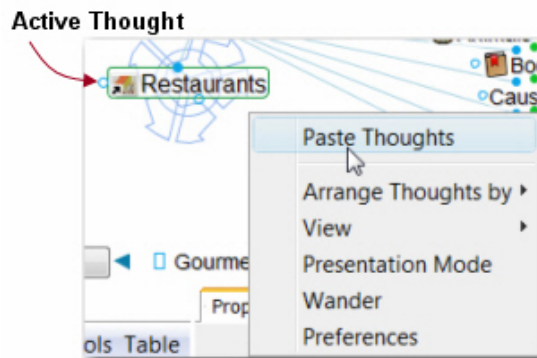 Active Thought
Restaurants
Bo
Caus
Paste Thoughts
Arrange Thoughts by
View
Gourme
Presentation Mode
Prop
Wander
ols Table
Preferences